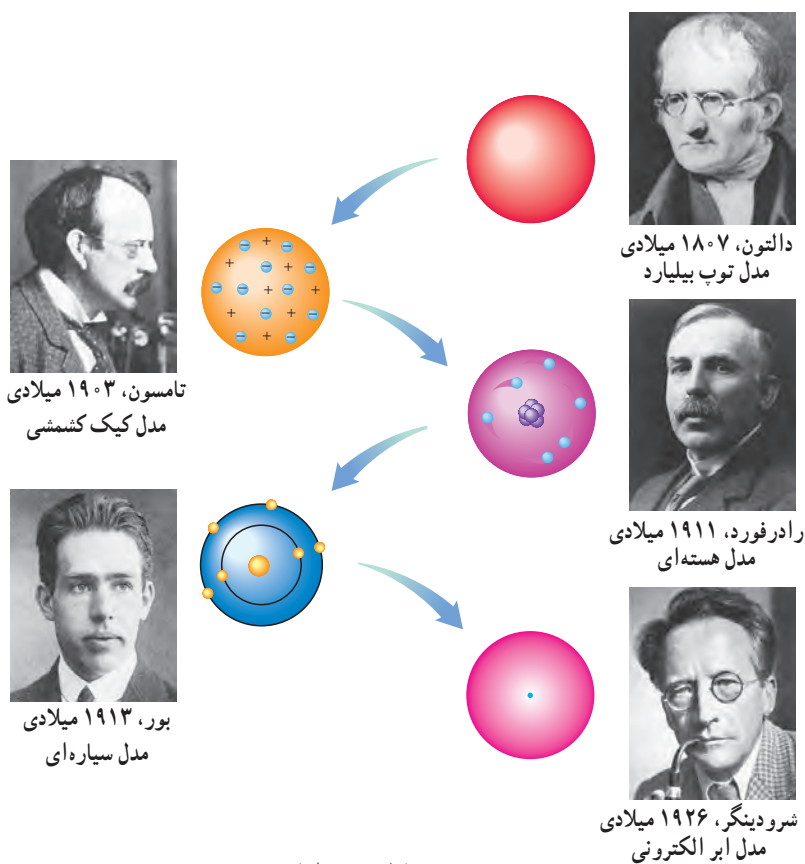 دالتون، ۱۸۰۷ میلادی
مدل توپ بیلیارد
تامسون، ۱۹۰۳ میلادی
مدل کیک کشمشی
رادرفورد، ۱۹۱۱ میلادی
مدل هسته‌ای
بور، ۱۹۱۳ میلادی
مدل سیاره‌ای
شرودینگر، ۱۹۲۶ میلادی
مدل ابر الکترونی